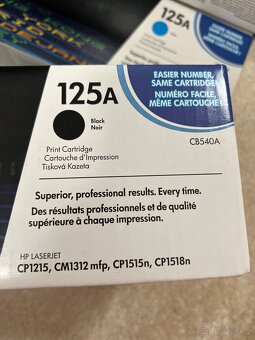 125A
EASIER NUMBER,
SAME CARTRIDGE
NUMÉRO FACILE,
MÊME CARTOUCHE
125A
Black
Noir
CB540A
Print Cartridge
Cartouche d'Impression
Tisková Kazeta
Superior, professional results. Every time.
Des résultats professionnels et de qualité
supérieure à chaque impression.
HP LASERJET
CP1215, CM1312 mfp, CP1515n, CP1518n